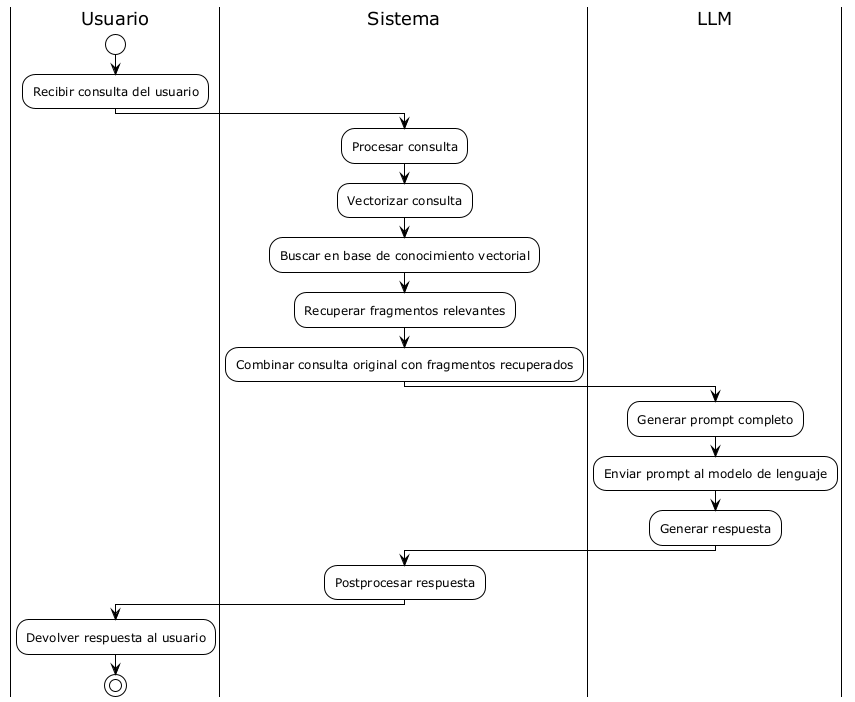 Usuario
Sistema
LLM
Recibir consulta del usuario
Procesar consulta
Vectorizar consulta
Buscar en base de conocimiento vectorial
Recuperar fragmentos relevantes
Combinar consulta original con fragmentos recuperados
Generar prompt completo
Enviar prompt al modelo de lenguaje
Generar respuesta
Postprocesar respuesta
Devolver respuesta al usuario